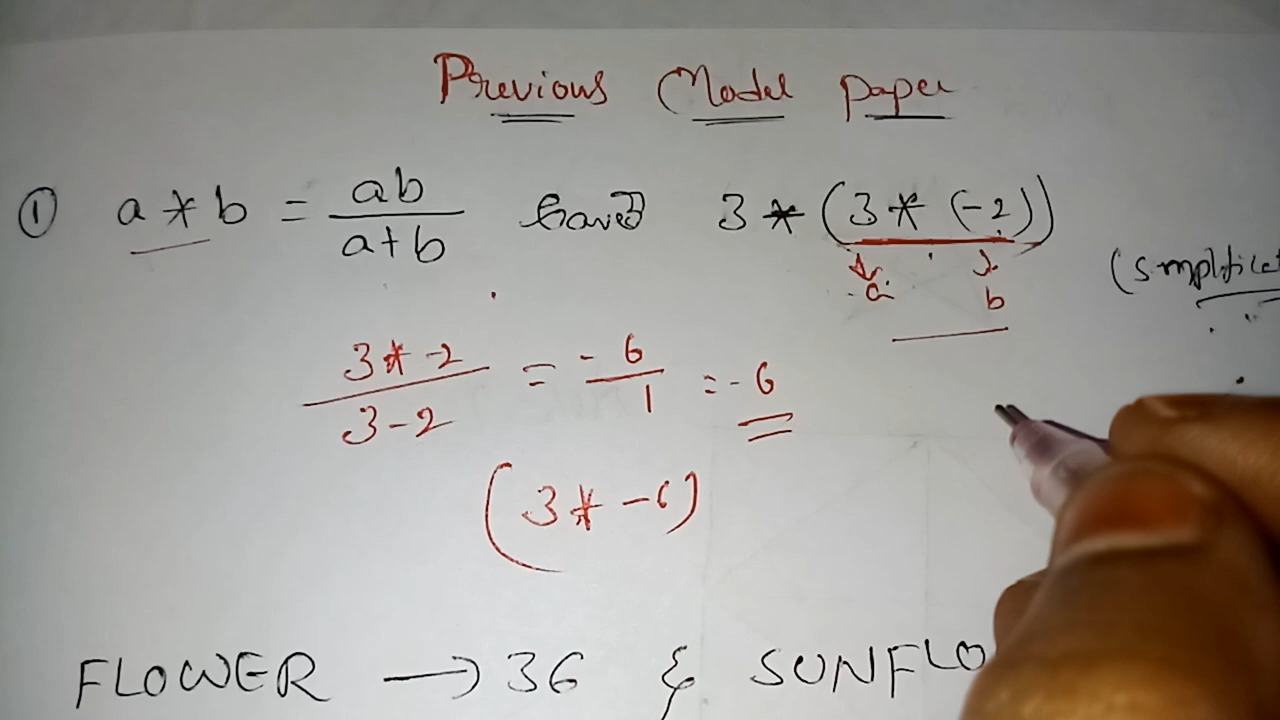 Previous Model Paper
① a * b = ab/a+b 3 * (3 * (-2))
a b
3 * -2/3 - 2 = -6/1 = -6
(3 * -6)
FLOWER → 36 & SUNFLO